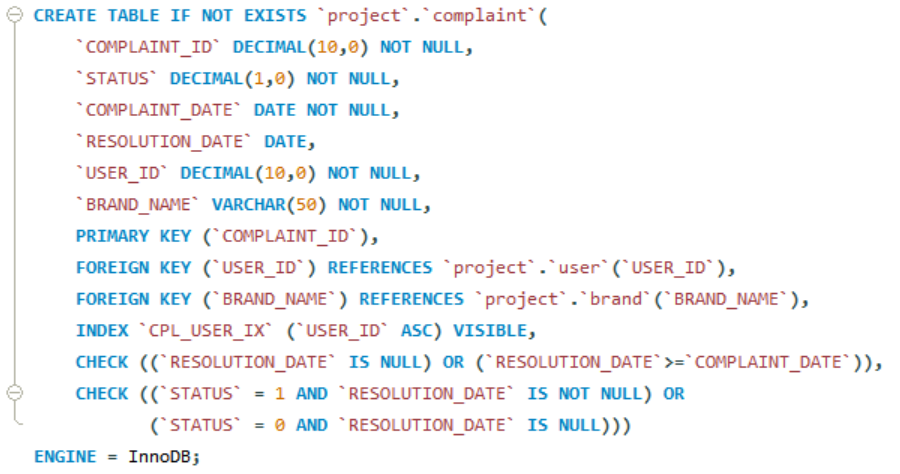 CREATE TABLE IF NOT EXISTS `project`.`complaint`(
`COMPLAINT_ID` DECIMAL(10,0) NOT NULL,
`STATUS` DECIMAL(1,0) NOT NULL,
`COMPLAINT_DATE` DATE NOT NULL,
`RESOLUTION_DATE` DATE,
`USER_ID` DECIMAL(10,0) NOT NULL,
`BRAND_NAME` VARCHAR(50) NOT NULL,
PRIMARY KEY (`COMPLAINT_ID`),
FOREIGN KEY (`USER_ID`) REFERENCES `project`.`user`(`USER_ID`),
FOREIGN KEY (`BRAND_NAME`) REFERENCES `project`.`brand`(`BRAND_NAME`),
INDEX `CPL_USER_IX` (`USER_ID` ASC) VISIBLE,
CHECK ((`RESOLUTION_DATE` IS NULL) OR (`RESOLUTION_DATE`>=`COMPLAINT_DATE`)),
CHECK ((`STATUS` = 1 AND `RESOLUTION_DATE` IS NOT NULL) OR
(`STATUS` = 0 AND `RESOLUTION_DATE` IS NULL)))
ENGINE = InnoDB;